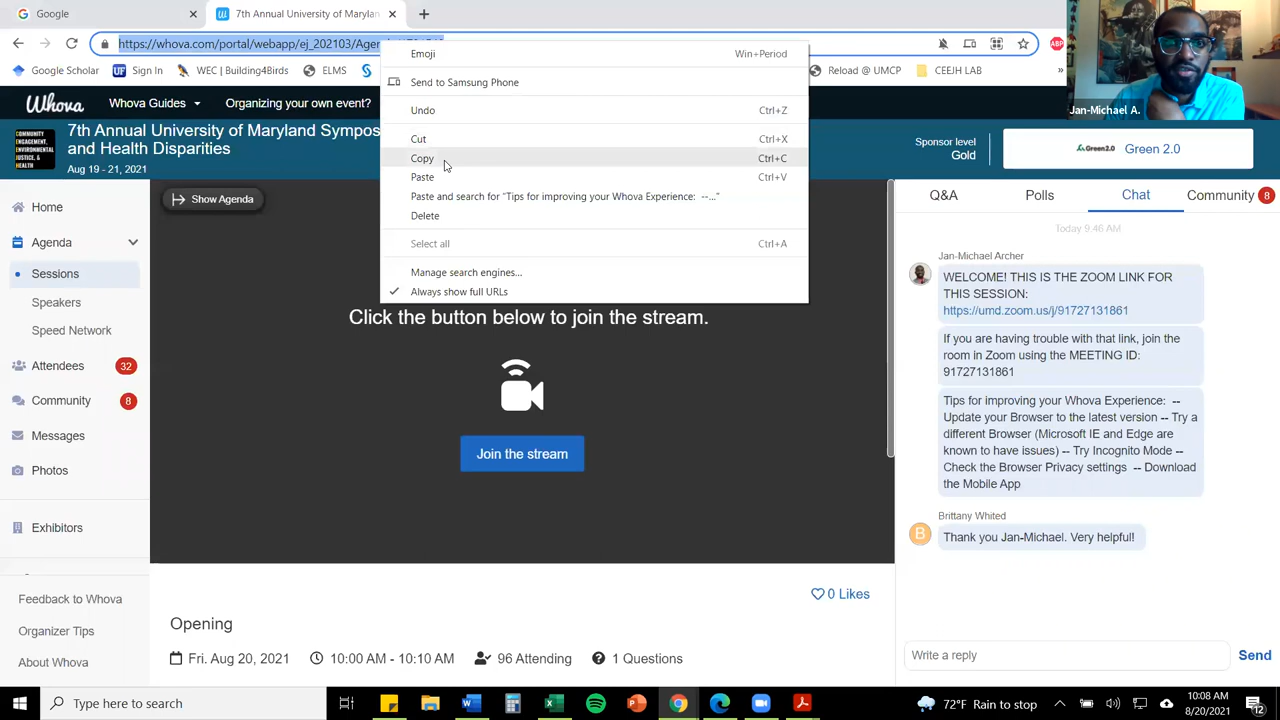 Google
7th Annual University of Marylan
https://whova.com/portal/webapp/ej_202103/Age
Google Scholar
Sign In
WEC | Building4Birds
ELMS
Reload @ UMCP
CEEJH LAB
»
ABP
Jan-Michael A.
Emoji Win+Period
Send to Samsung Phone
Undo Ctrl+Z
Cut Ctrl+X
Copy Ctrl+C
Paste Ctrl+V
Paste and search for "Tips for improving your Whova Experience: --..."
Delete
Select all Ctrl+A
Manage search engines...
Always show full URLs
Whova
Whova Guides
Organizing your own event?
COMMUNITY
ENGAGEMENT,
ENVIRONMENTAL
JUSTICE, &
HEALTH
7th Annual University of Maryland Sympos
and Health Disparities
Aug 19 - 21, 2021
Sponsor level
Gold
Green2.0
Green 2.0
Home
Agenda
Sessions
Speakers
Speed Network
Attendees 32
Community 8
Messages
Photos
Exhibitors
Feedback to Whova
Organizer Tips
About Whova
Show Agenda
Click the button below to join the stream.
Join the stream
0 Likes
Opening
Fri. Aug 20, 2021
10:00 AM - 10:10 AM
96 Attending
1 Questions
Q&A
Polls
Chat
Community 8
Today 9:46 AM
Jan-Michael Archer
WELCOME! THIS IS THE ZOOM LINK FOR
THIS SESSION:
https://umd.zoom.us/j/91727131861
If you are having trouble with that link, join the
room in Zoom using the MEETING ID:
91727131861
Tips for improving your Whova Experience: --
Update your Browser to the latest version -- Try a
different Browser (Microsoft IE and Edge are
known to have issues) -- Try Incognito Mode --
Check the Browser Privacy settings -- Download
the Mobile App
Brittany Whited
B
Thank you Jan-Michael. Very helpful!
Write a reply
Send
Type here to search
72°F Rain to stop
10:08 AM
8/20/2021
12